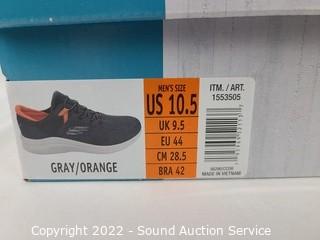 MEN'S SIZE
US 10.5
UK 9.5
EU 44
CM 28.5
BRA 42
ITM. / ART.
1553505
GRAY/ORANGE
MADE IN VIETNAM
Copyright 2022 - Sound Auction Service